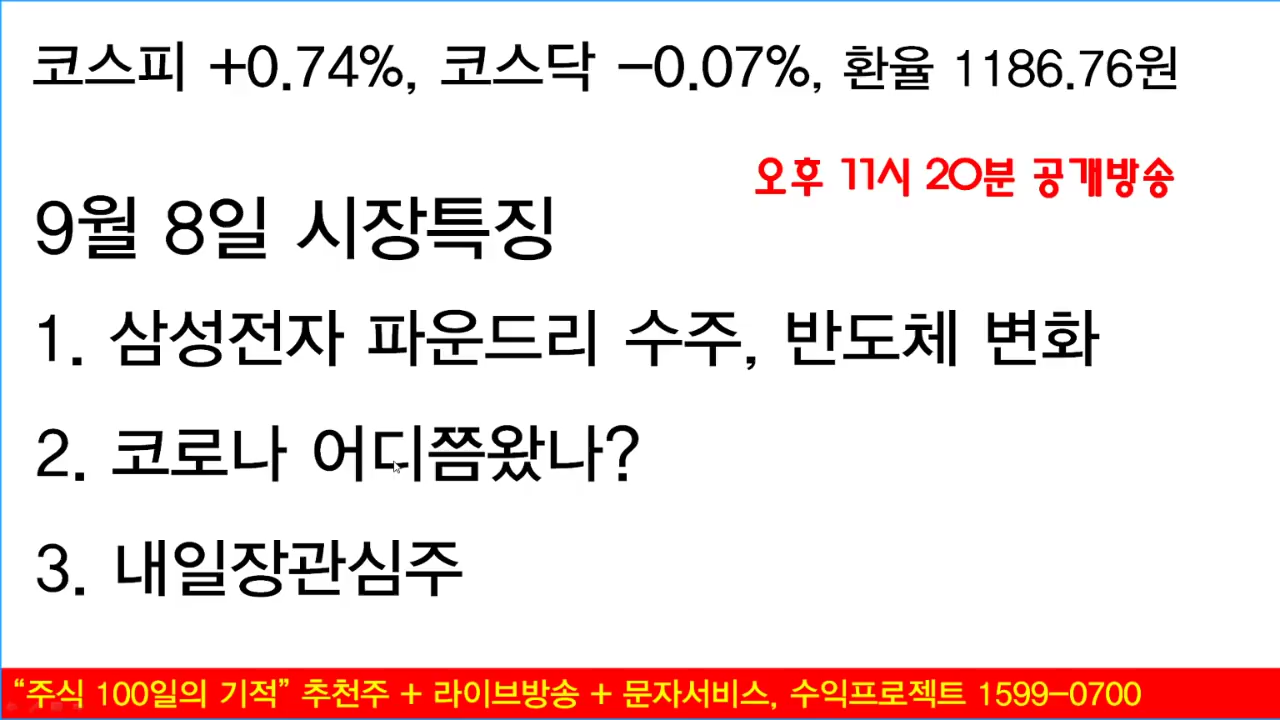 코스피 +0.74%, 코스닥 -0.07%, 환율 1186.76원
오후 11시 20분 공개방송
9월 8일 시장특징
1. 삼성전자 파운드리 수주, 반도체 변화
2. 코로나 어디쯤왔나?
3. 내일장관심주
“주식 100일의 기적” 추천주 + 라이브방송 + 문자서비스, 수익프로젝트 1599-0700